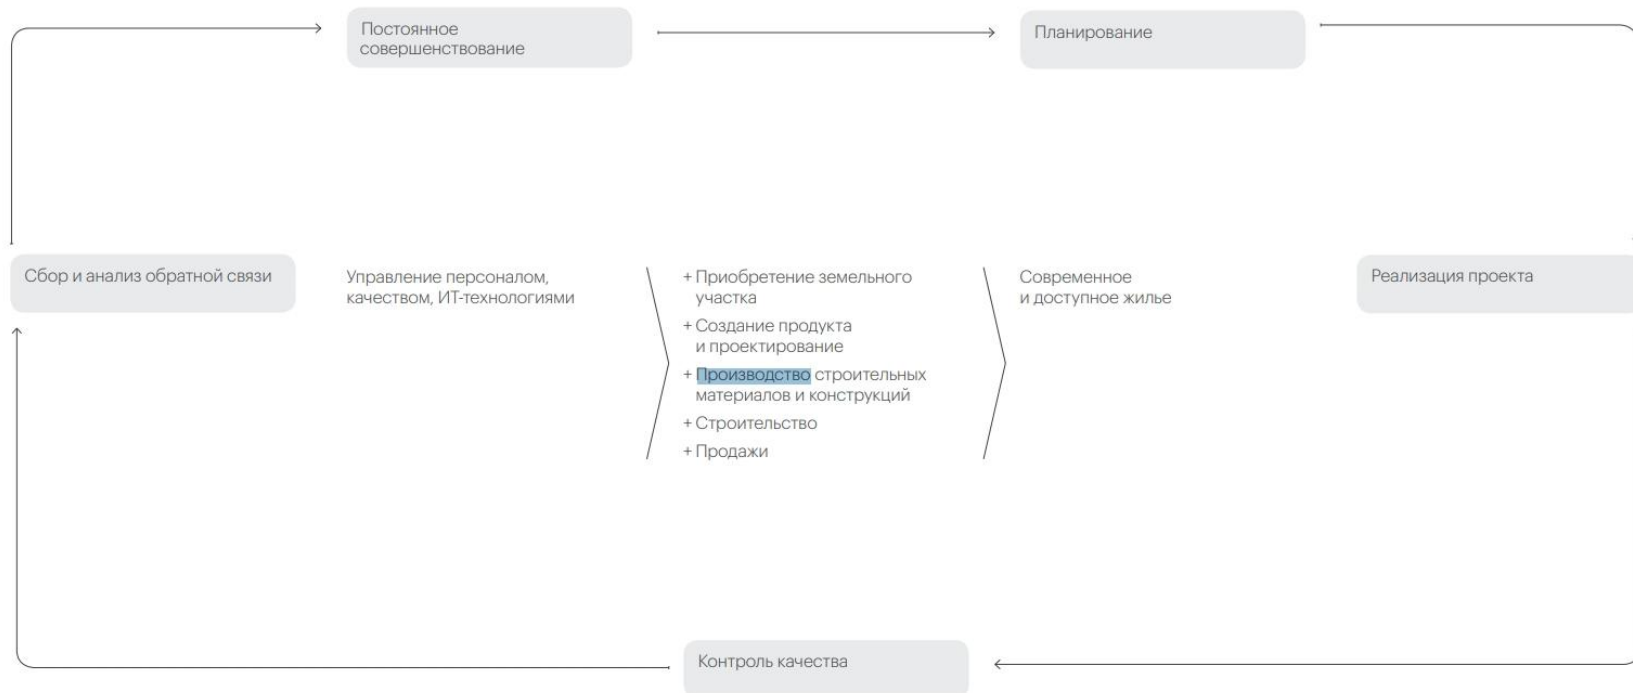 Постоянное
совершенствование
Планирование
Сбор и анализ обратной связи
Управление персоналом,
качеством, ИТ-технологиями
+ Приобретение земельного
участка
+ Создание продукта
и проектирование
+ Производство строительных
материалов и конструкций
+ Строительство
+ Продажи
Современное
и доступное жилье
Реализация проекта
Контроль качества